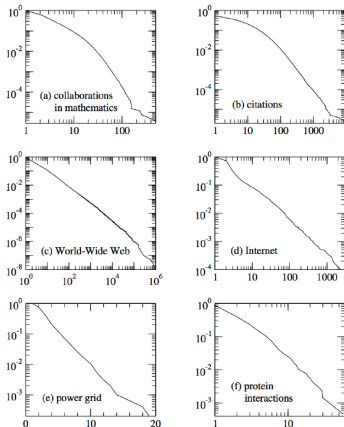 10^0
10^-2
10^-4
(a) collaborations
in mathematics
1 10 100
10^0
10^-2
10^-4
(b) citations
1 10 100 1000
10^0
10^-2
10^-4
10^-6
10^-8
(c) World-Wide Web
10^0 10^2 10^4 10^6
10^0
10^-1
10^-2
10^-3
10^-4
(d) Internet
1 10 100 1000
10^0
10^-1
10^-2
10^-3
(e) power grid
0 10 20
10^0
10^-1
10^-2
10^-3
(f) protein
interactions
1 10